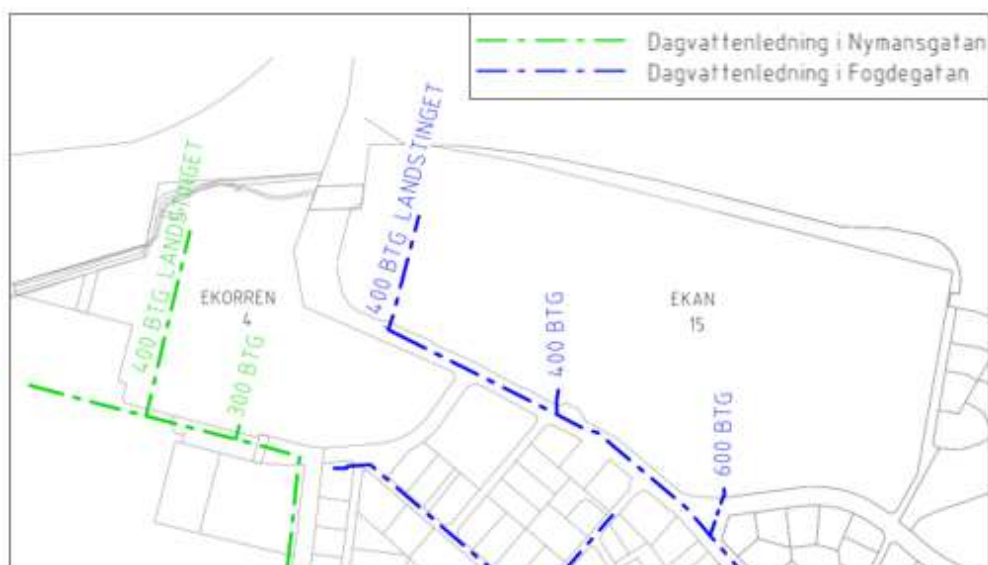 Dagvattenledning i Nymansgatan
Dagvattenledning i Fogdegatan
400 BTG LANDSTINGET
400 BTG LANDSTINGET
EKORREN
4
300 BTG
EKAN
15
400 BTG
600 BTG